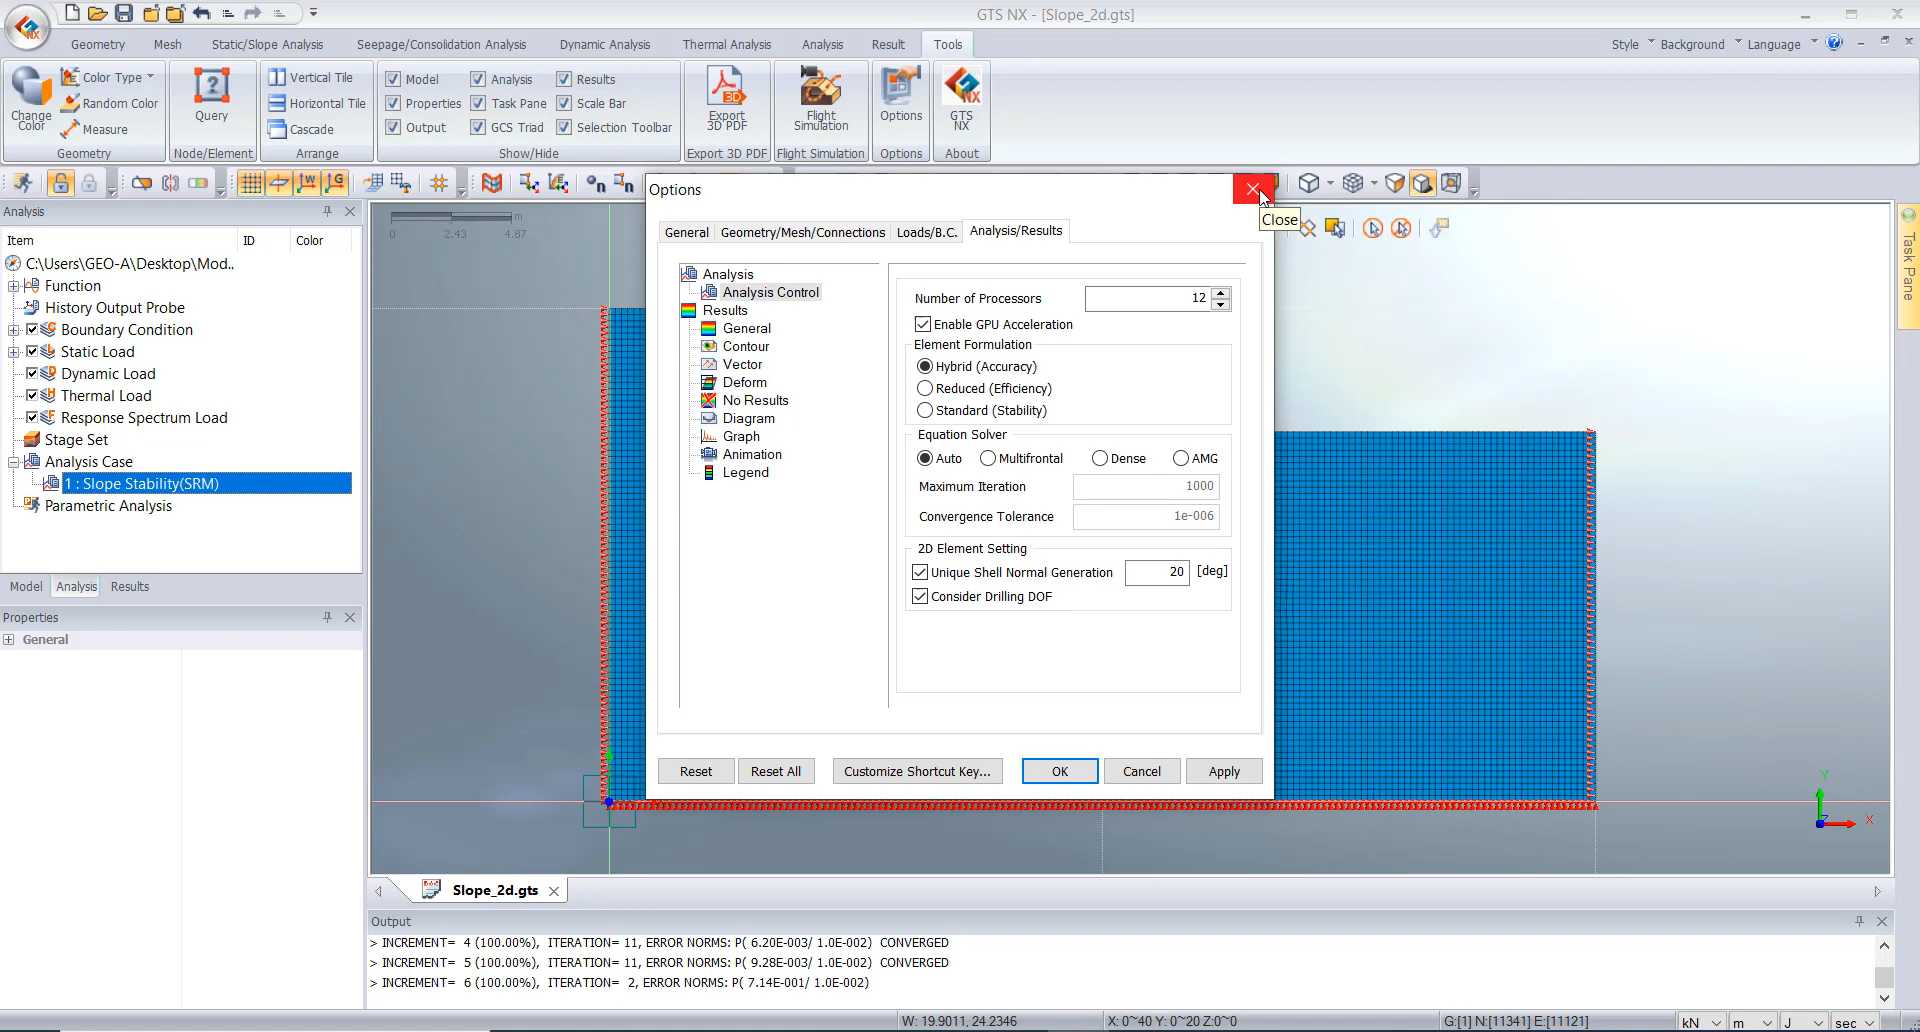 GTS NX - [Slope_2d.gts]
Geometry Mesh Static/Slope Analysis Seepage/Consolidation Analysis Dynamic Analysis Thermal Analysis Analysis Result Tools
Style Background Language
Change Color
Color Type
Random Color
Measure
Geometry
Query
Node/Element
Vertical Tile
Horizontal Tile
Cascade
Arrange
Model Analysis Results
Properties Task Pane Scale Bar
Output GCS Triad Selection Toolbar
Show/Hide
Export 3D PDF
Export 3D PDF
Flight Simulation
Flight Simulation
Options
Options
GTS NX
About
Analysis
Item ID Color
C:\Users\GEO-A\Desktop\Mod..
Function
History Output Probe
Boundary Condition
Static Load
Dynamic Load
Thermal Load
Response Spectrum Load
Stage Set
Analysis Case
1 : Slope Stability(SRM)
Parametric Analysis
Model Analysis Results
Properties
General
m
0 2.43 4.87
Options
Close
General Geometry/Mesh/Connections Loads/B.C. Analysis/Results
Analysis
Analysis Control
Results
General
Contour
Vector
Deform
No Results
Diagram
Graph
Animation
Legend
Number of Processors 12
Enable GPU Acceleration
Element Formulation
Hybrid (Accuracy)
Reduced (Efficiency)
Standard (Stability)
Equation Solver
Auto Multifrontal Dense AMG
Maximum Iteration 1000
Convergence Tolerance 1e-006
2D Element Setting
Unique Shell Normal Generation 20 [deg]
Consider Drilling DOF
Reset Reset All Customize Shortcut Key... OK Cancel Apply
Task Pane
Y
Z
X
Slope_2d.gts
Output
> INCREMENT= 4 (100.00%), ITERATION= 11, ERROR NORMS: P( 6.20E-003/ 1.0E-002) CONVERGED
> INCREMENT= 5 (100.00%), ITERATION= 11, ERROR NORMS: P( 9.28E-003/ 1.0E-002) CONVERGED
> INCREMENT= 6 (100.00%), ITERATION= 2, ERROR NORMS: P( 7.14E-001/ 1.0E-002)
W: 19.9011, 24.2346 X: 0~40 Y: 0~20 Z:0~0 G:[1] N:[11341] E:[11121] kN m J sec